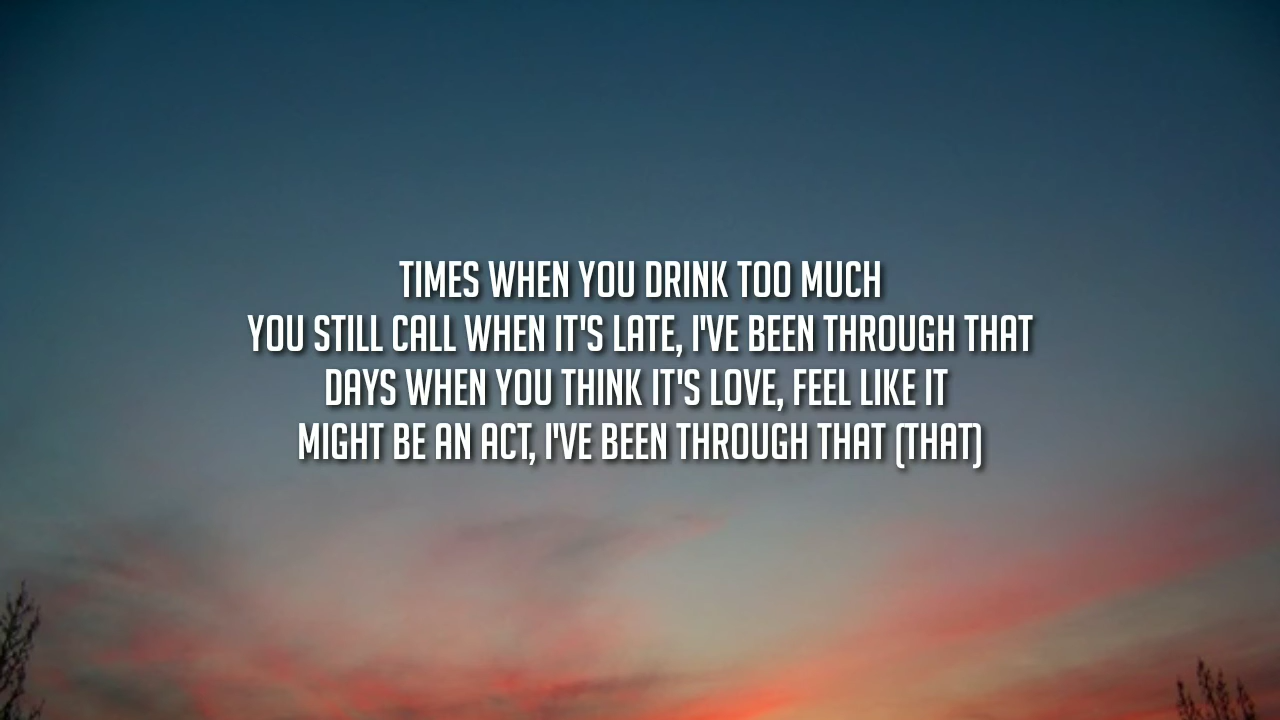 TIMES WHEN YOU DRINK TOO MUCH
YOU STILL CALL WHEN IT'S LATE, I'VE BEEN THROUGH THAT
DAYS WHEN YOU THINK IT'S LOVE, FEEL LIKE IT
MIGHT BE AN ACT, I'VE BEEN THROUGH THAT (THAT)